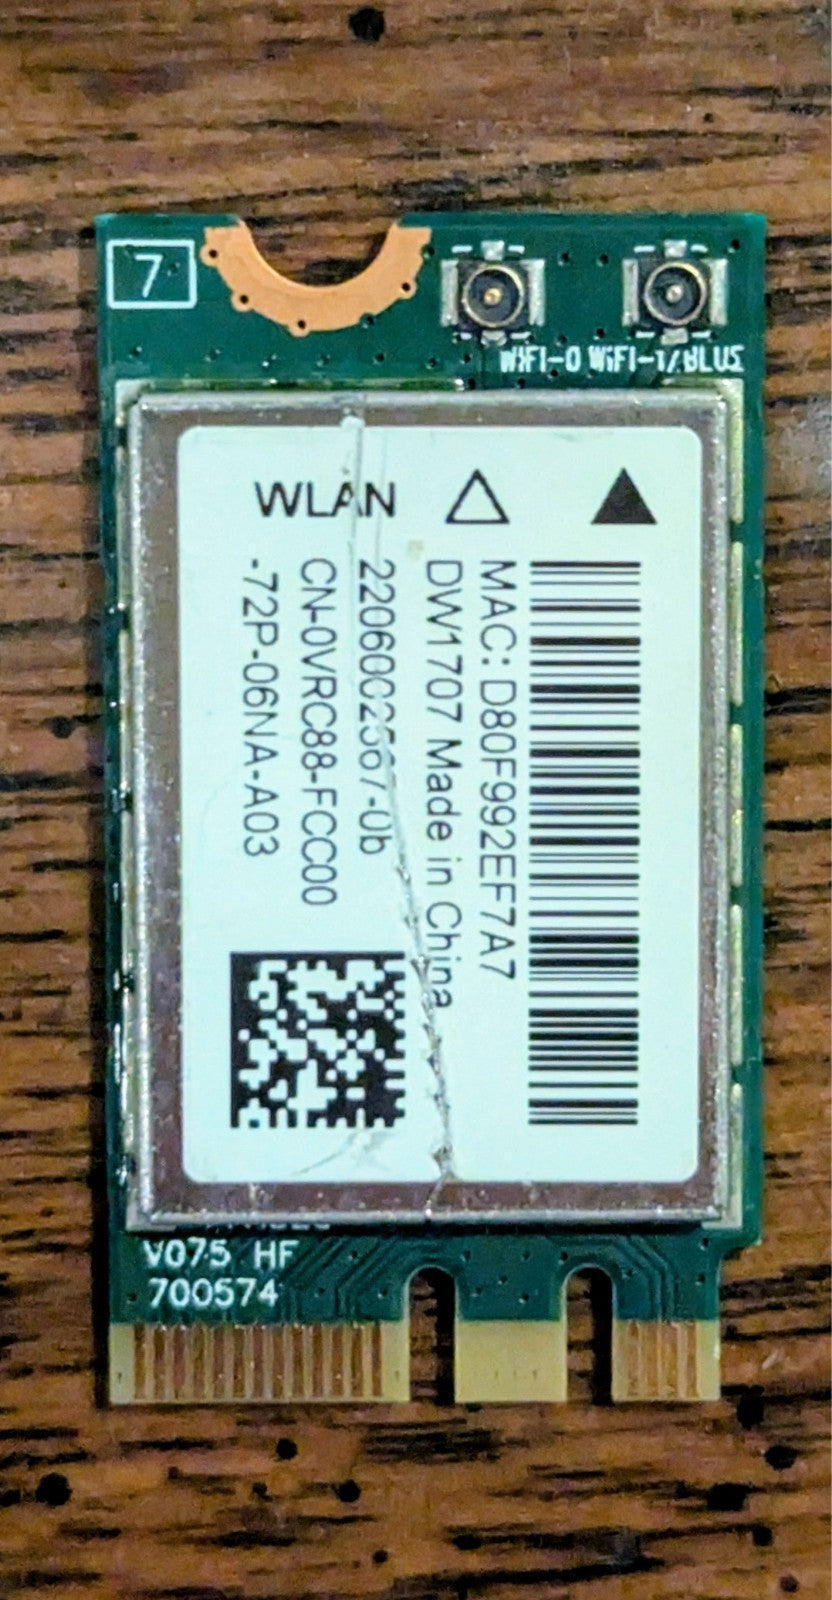 7
WIFI-0 WiFi-1/BLUE
WLAN
MAC: D80F992EF7A7
DW1707 Made in China
CN-0VRC88-FCC00
-72P-06NA-A03
V075 HF
700574